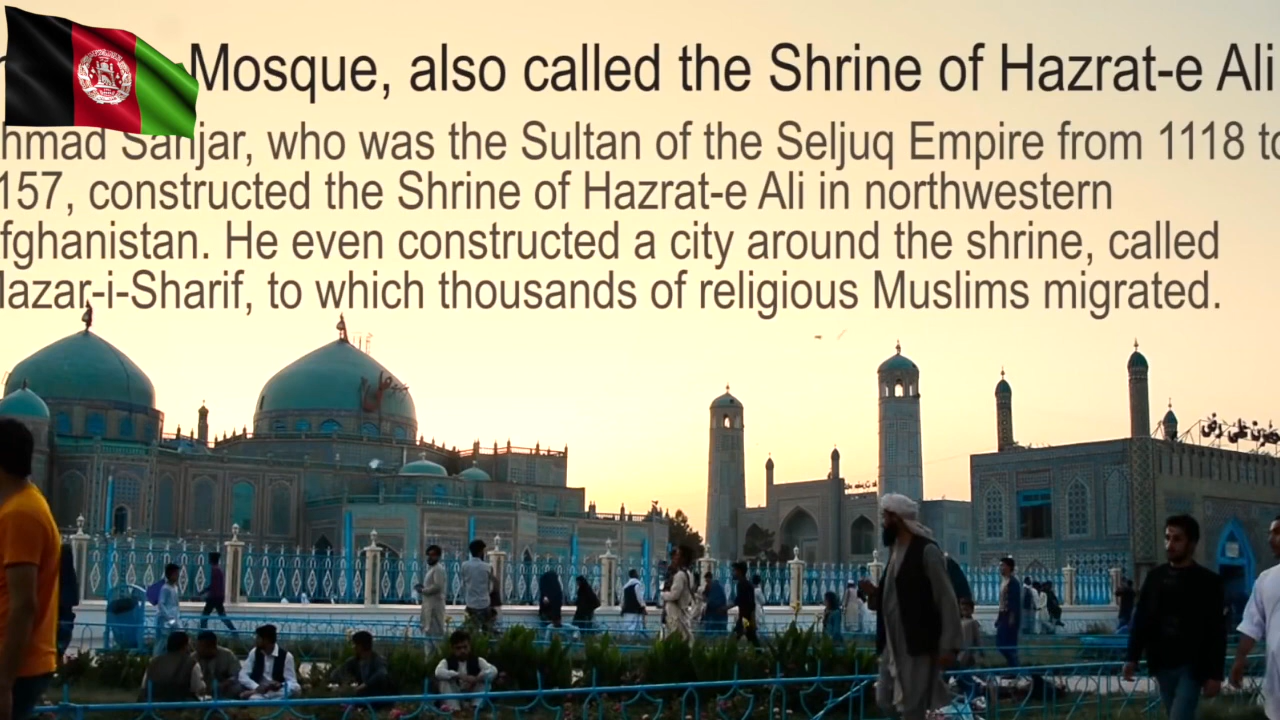 Mosque, also called the Shrine of Hazrat-e Ali
hmad Sanjar, who was the Sultan of the Seljuq Empire from 1118 to
157, constructed the Shrine of Hazrat-e Ali in northwestern
fghanistan. He even constructed a city around the shrine, called
azar-i-Sharif, to which thousands of religious Muslims migrated.